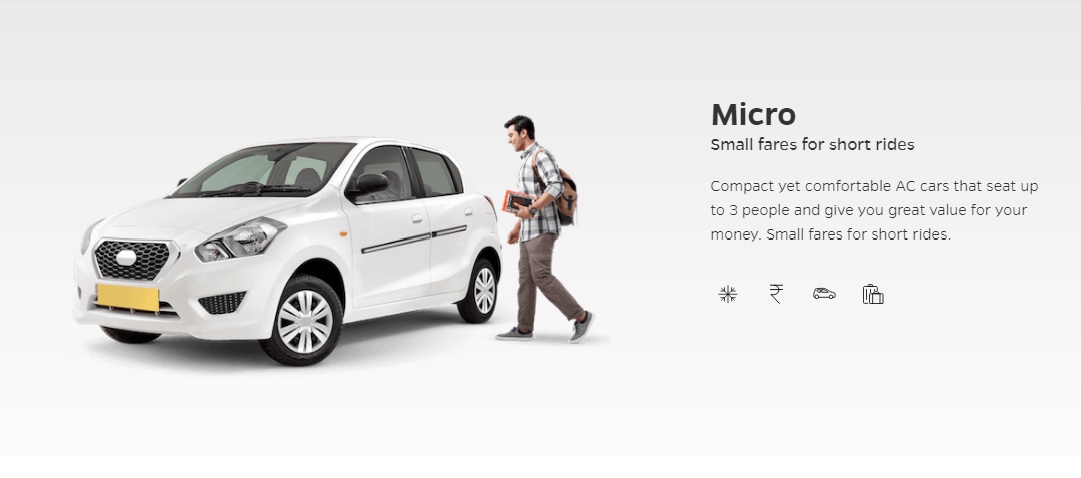 Micro
Small fares for short rides
Compact yet comfortable AC cars that seat up
to 3 people and give you great value for your
money. Small fares for short rides.